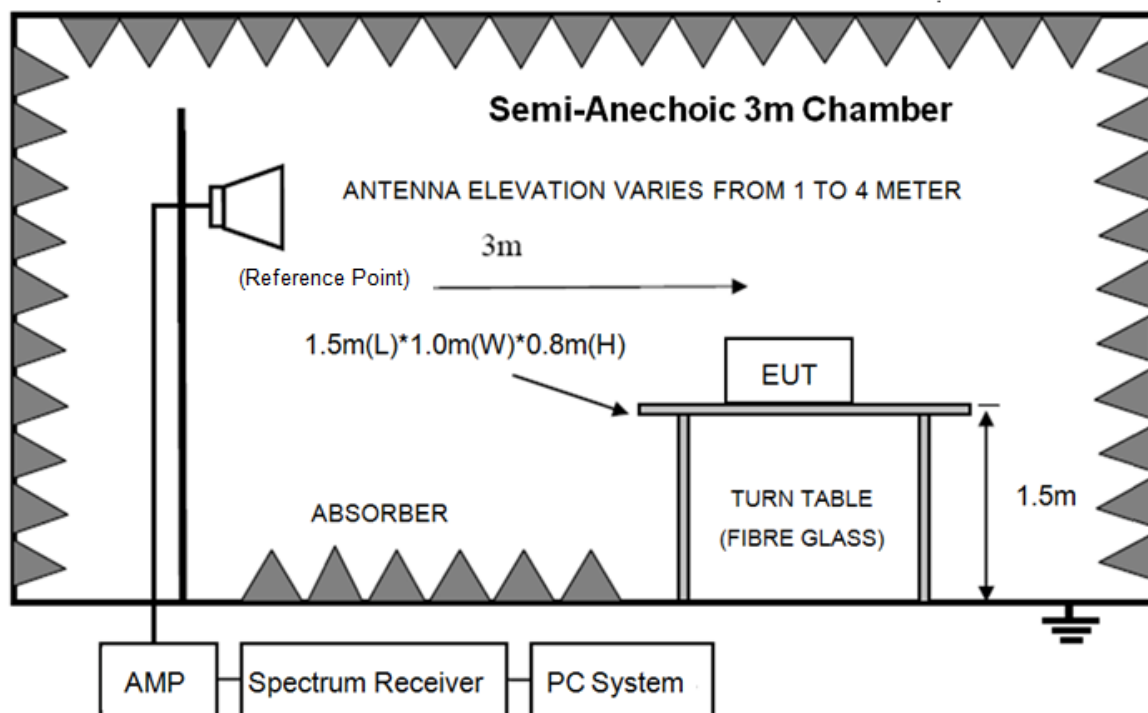 Semi-Anechoic 3m Chamber
ANTENNA ELEVATION VARIES FROM 1 TO 4 METER
3m
(Reference Point)
1.5m(L)*1.0m(W)*0.8m(H)
EUT
1.5m
TURN TABLE
(FIBRE GLASS)
ABSORBER
AMP
Spectrum Receiver
PC System